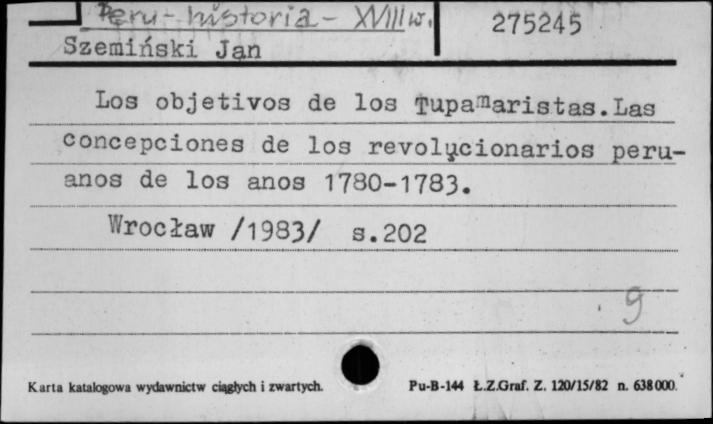 Peru - historia - XVIII w.
275245
Szemiński Jan
Los objetivos de los Tupamaristas.Las
concepciones de los revolucionarios peru-
anos de los anos 1780-1783.
Wrocław /1983/ s.202
9
Karta katalogowa wydawnictw ciągłych i zwartych.
Pu-B-144 Ł.Z.Graf. Z. 120/15/82 n. 638000.